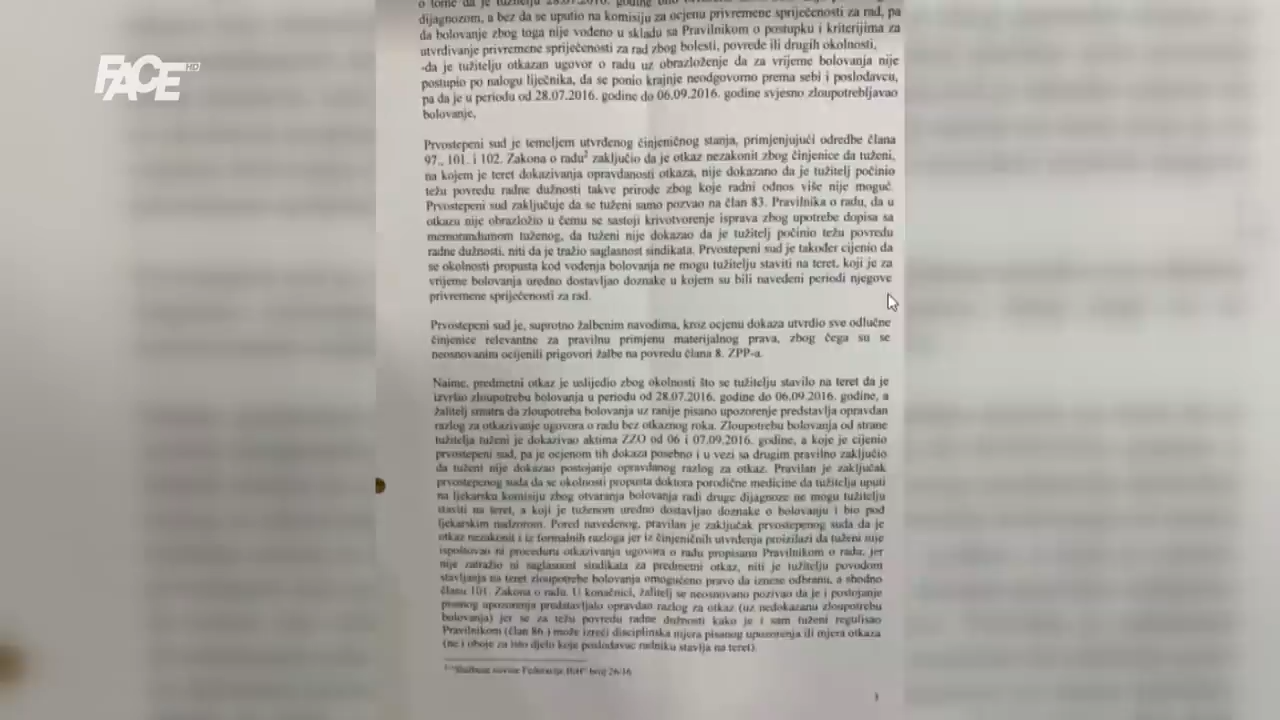 FACE HD
o tome da je tužitelju 28.07.2016. godine
dijagnozom, a bez da se uputio na komisiju za ocjenu privremene spriječenosti za rad, pa
da bolovanje zbog toga nije vođeno u skladu sa Pravilnikom o postupku i kriterijima za
utvrđivanje privremene spriječenosti za rad zbog bolesti, povrede ili drugih okolnosti,
-da je tužitelju otkazan ugovor o radu uz obrazloženje da za vrijeme bolovanja nije
postupio po nalogu liječnika, da se ponio krajnje neodgovorno prema sebi i poslodavcu,
pa da je u periodu od 28.07.2016. godine do 06.09.2016. godine svjesno zloupotrebljavao
bolovanje,
Prvostepeni sud je temeljem utvrđenog činjeničnog stanja, primjenjujući odredbe člana
97., 101. i 102. Zakona o radu² zaključio da je otkaz nezakonit zbog činjenice da tuženi,
na kojem je teret dokazivanja opravdanosti otkaza, nije dokazano da je tužitelj počinio
težu povredu radne dužnosti takve prirode zbog koje radni odnos više nije moguć.
Prvostepeni sud zaključuje da se tuženi samo pozvao na član 83. Pravilnika o radu, da u
otkazu nije obrazložio u čemu se sastoji krivotvorenje isprava zbog upotrebe dopisa sa
memorandumom tuženog, da tuženi nije dokazao da je tužitelj počinio težu povredu
radne dužnosti, niti da je tražio saglasnost sindikata. Prvostepeni sud je također cijenio da
se okolnosti propusta kod vođenja bolovanja ne mogu tužitelju staviti na teret, koji je za
vrijeme bolovanja uredno dostavljao doznake u kojem su bili navedeni periodi njegove
privremene spriječenosti za rad.
Prvostepeni sud je, suprotno žalbenim navodima, kroz ocjenu dokaza utvrdio sve odlučne
činjenice relevantne za pravilnu primjenu materijalnog prava, zbog čega su se
neosnovanim ocijenili prigovori žalbe na povredu člana 8. ZPP-a.
Naime, predmetni otkaz je uslijedio zbog okolnosti što se tužitelju stavilo na teret da je
izvršao zloupotrebu bolovanja u periodu od 28.07.2016. godine do 06.09.2016. godine, a
žalitelj smatra da zloupotreba bolovanja uz ranije pisano upozorenje predstavlja opravdan
razlog za otkazivanje ugovora o radu bez otkaznog roka. Zloupotrebu bolovanja od strane
tužitelja tuženi je dokazivao aktima ZZO od 06 i 07.09.2016. godine, a koje je cijenio
prvostepeni sud, pa je ocjenom tih dokaza posebno i u vezi sa drugim pravilno zaključio
da tuženi nije dokazao postojanje opravdanog razlog za otkaz. Pravilan je zaključak
prvostepenog suda da se okolnosti propusta doktora porodične medicine da tužitelja uputi
na ljekarsku komisiju zbog otvaranja bolovanja radi druge dijagnoze ne mogu tužitelju
staviti na teret, a koji je tuženom uredno dostavljao doznake o bolovanju i bio pod
ljekarskim nadzorom. Pored navedenog, pravilan je zaključak prvostepenog suda da je
otkaz nezakonit i iz formalnih razloga jer iz činjeničnih utvrđenja proizilazi da tuženi nije
ispoštovao ni proceduru otkazivanja ugovora o radu propisanu Pravilnikom o radu, jer
nije zatražio ni saglasnost sindikata za predmetni otkaz, niti je tužitelju povodom
stavljanja na teret zloupotrebe bolovanja omogućeno pravo da iznese odbranu, a shodno
članu 101. Zakona o radu. U konačnici, žalitelj se neosnovano pozivao da je i postojanje
pisanog upozorenja predstavljalo opravdan razlog za otkaz (uz nedokazanu zloupotrebu
bolovanja) jer se za težu povredu radne dužnosti kako je i sam tuženi regulisao
Pravilnikom (član 86.) može izreći disciplinska mjera pisanog upozorenja ili mjera otkaza
(ne i oboje za isto djelo koje poslodavac radniku stavlja na teret).
"Službene novine Federacije BiH" broj 26/16
3